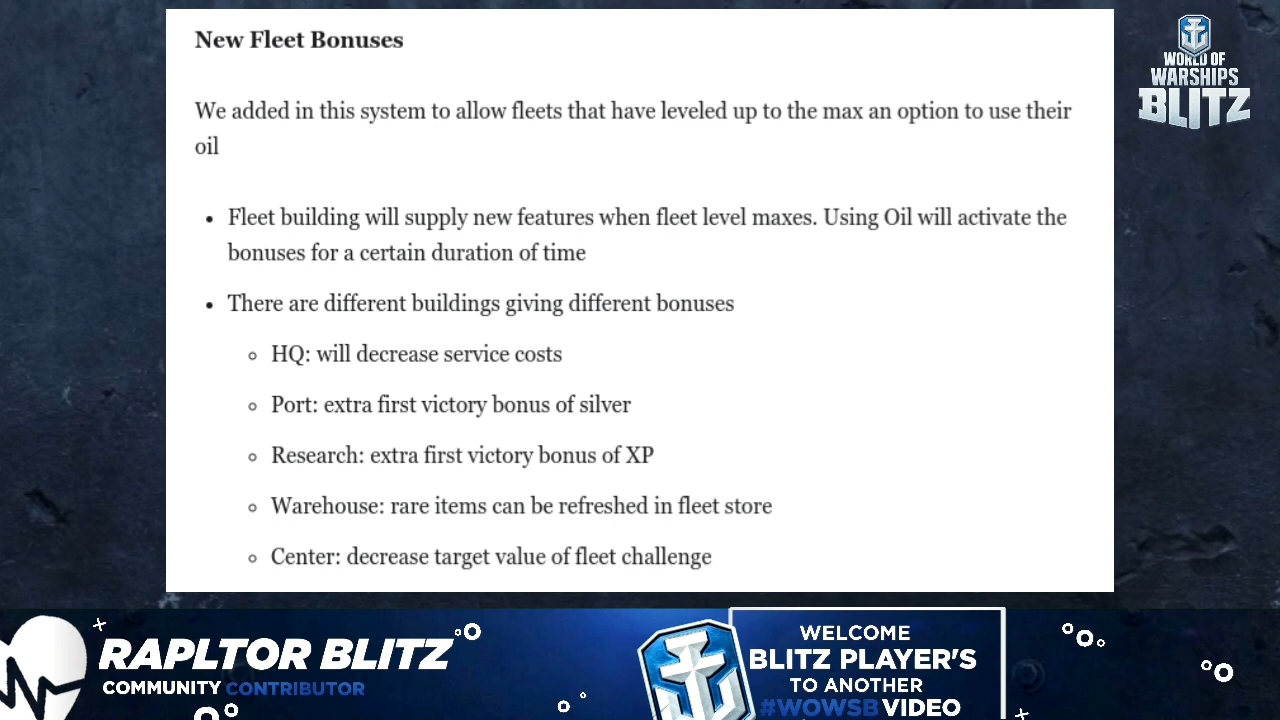 New Fleet Bonuses
We added in this system to allow fleets that have leveled up to the max an option to use their
oil
• Fleet building will supply new features when fleet level maxes. Using Oil will activate the
bonuses for a certain duration of time
• There are different buildings giving different bonuses
○ HQ: will decrease service costs
○ Port: extra first victory bonus of silver
○ Research: extra first victory bonus of XP
○ Warehouse: rare items can be refreshed in fleet store
○ Center: decrease target value of fleet challenge
WORLD OF
WARSHIPS
BLITZ
RAPLTOR BLITZ
COMMUNITY CONTRIBUTOR
WELCOME
BLITZ PLAYER'S
TO ANOTHER
#WOWSB VIDEO